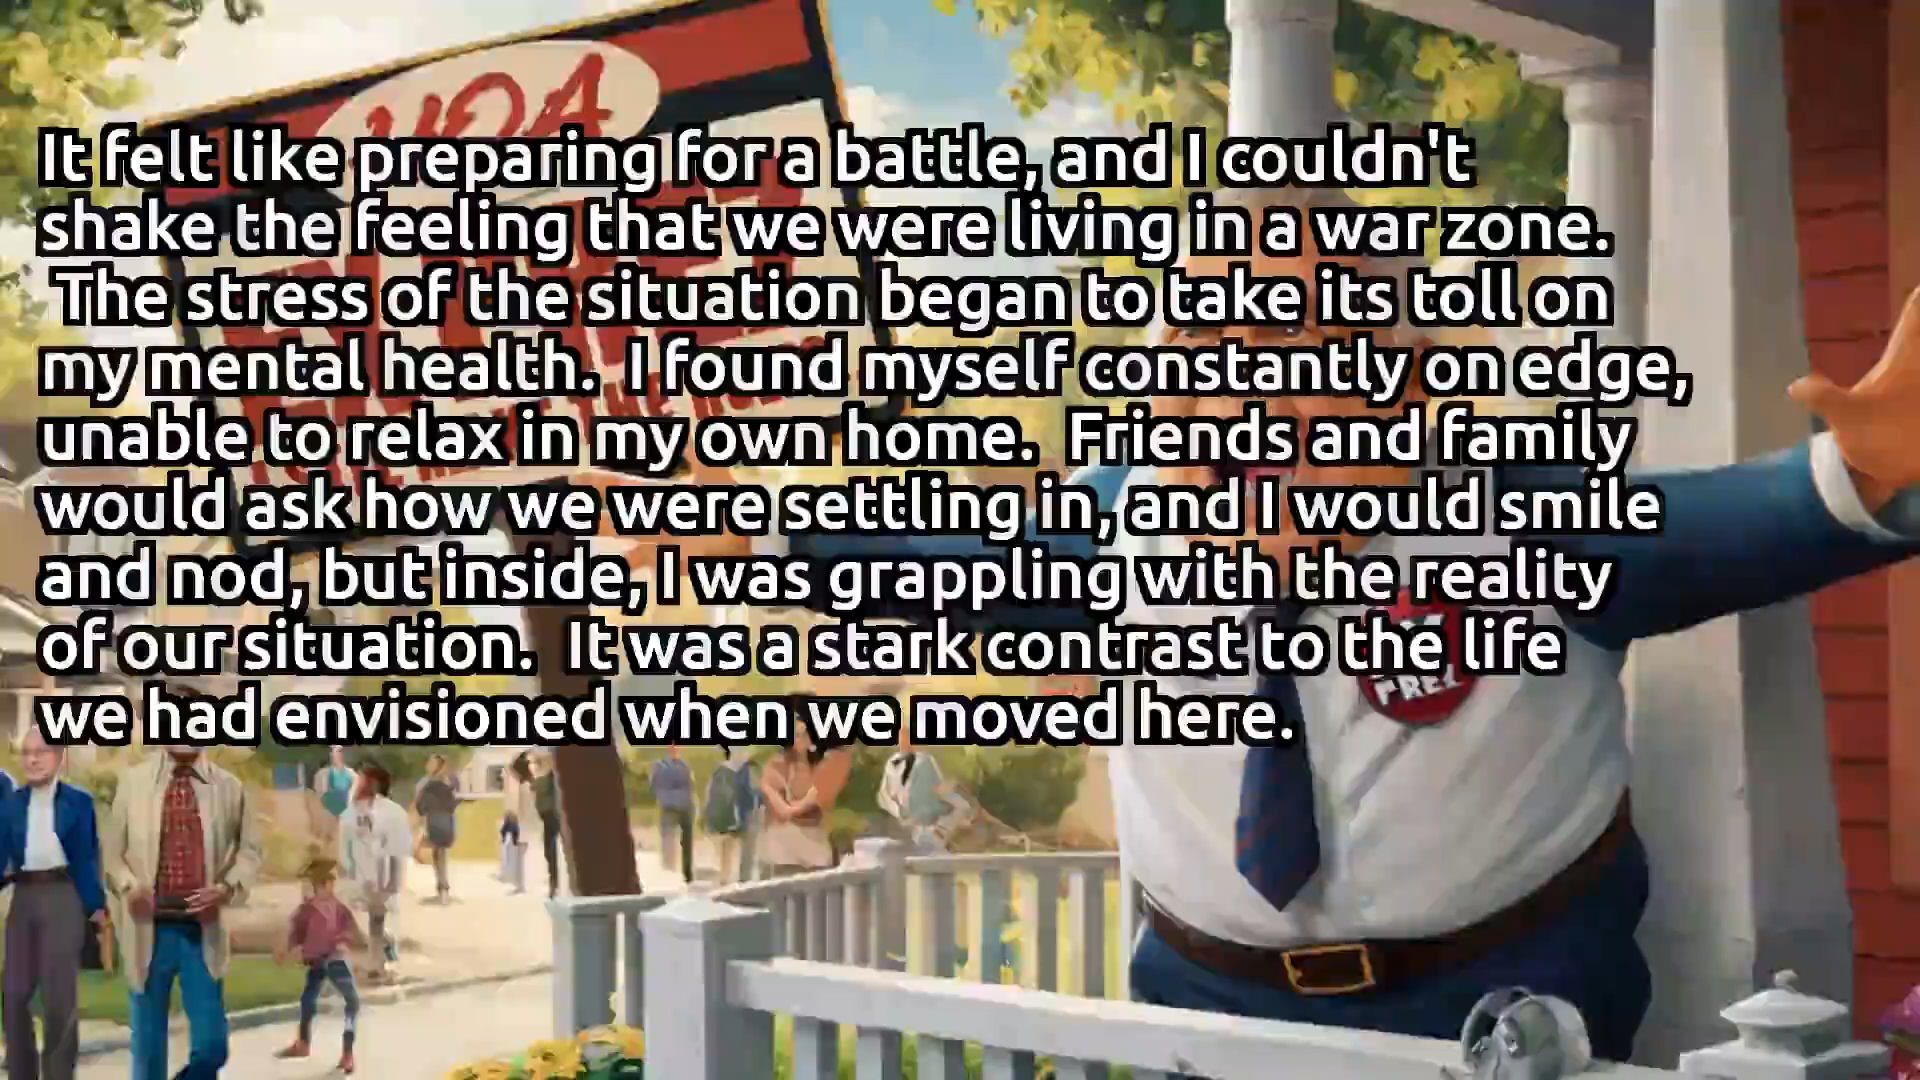 HOA
It felt like preparing for a battle, and I couldn't
shake the feeling that we were living in a war zone.
The stress of the situation began to take its toll on
my mental health.  I found myself constantly on edge,
unable to relax in my own home.  Friends and family
would ask how we were settling in, and I would smile
and nod, but inside, I was grappling with the reality
of our situation.  It was a stark contrast to the life
we had envisioned when we moved here.